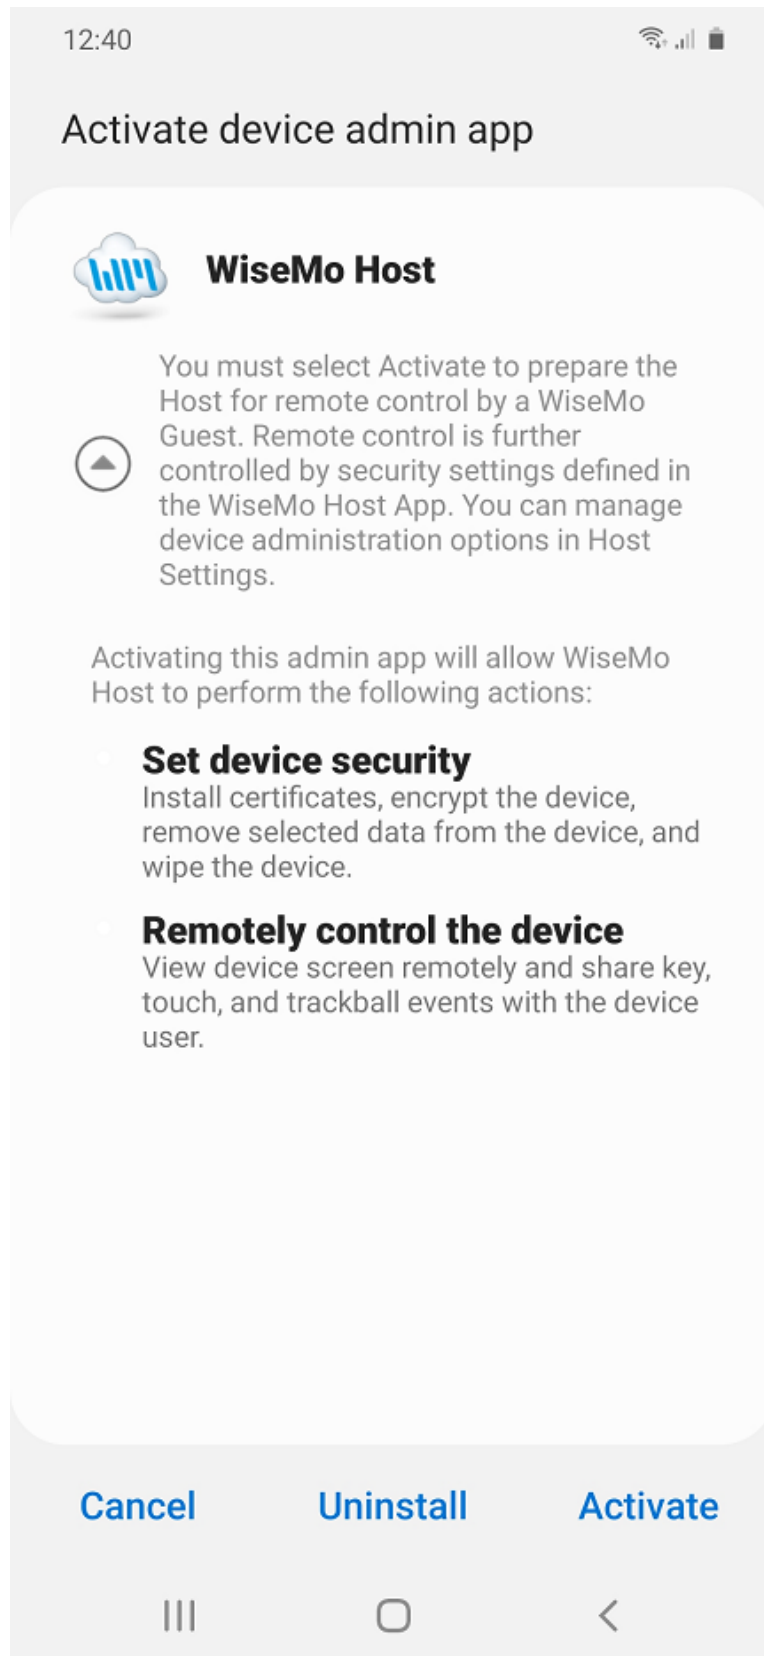 12:40
Activate device admin app
WiseMo Host
You must select Activate to prepare the
Host for remote control by a WiseMo
Guest. Remote control is further
controlled by security settings defined in
the WiseMo Host App. You can manage
device administration options in Host
Settings.
Activating this admin app will allow WiseMo
Host to perform the following actions:
Set device security
Install certificates, encrypt the device,
remove selected data from the device, and
wipe the device.
Remotely control the device
View device screen remotely and share key,
touch, and trackball events with the device
user.
Cancel Uninstall Activate